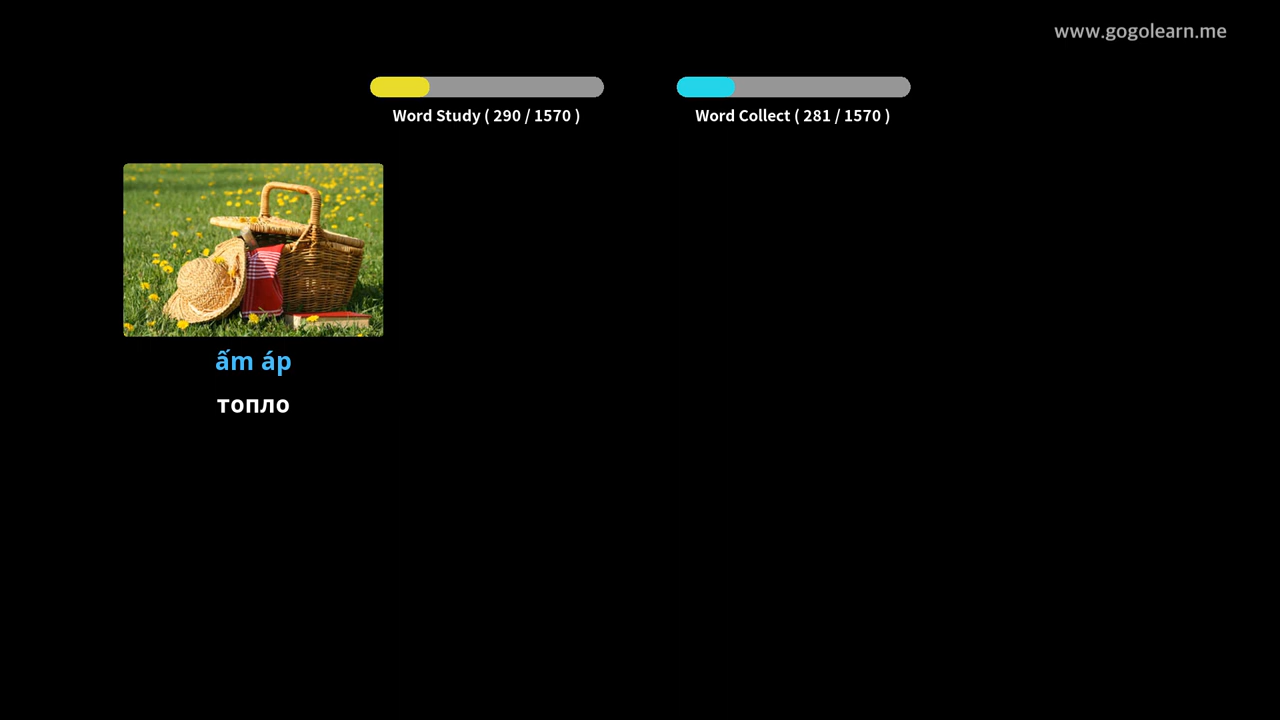 www.gogolearn.me
Word Study ( 290 / 1570 )
Word Collect ( 281 / 1570 )
ấm áp
топло